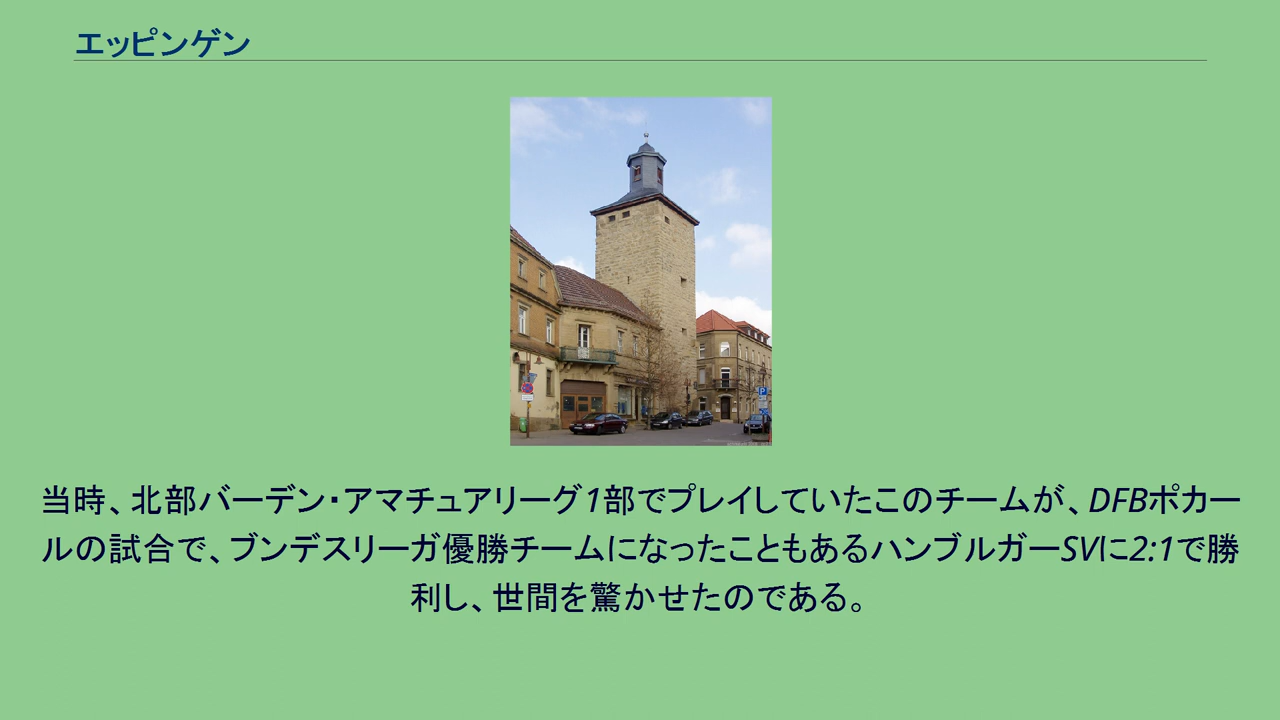 エッピンゲン
当時、北部バーデン・アマチュアリーグ1部でプレイしていたこのチームが、DFBポカー
ルの試合で、ブンデスリーガ優勝チームになったこともあるハンブルガーSVに2:1で勝
利し、世間を驚かせたのである。